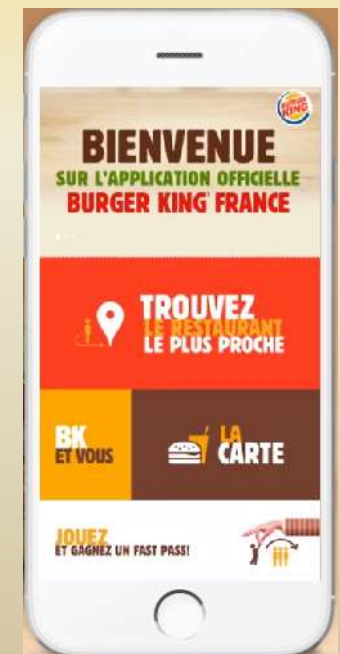 BURGER
KING
BIENVENUE
SUR L'APPLICATION OFFICIELLE
BURGER KING® FRANCE
TROUVEZ
LE RESTAURANT
LE PLUS PROCHE
BK
ET VOUS
LA
CARTE
JOUEZ
ET GAGNEZ UN FAST PASS!